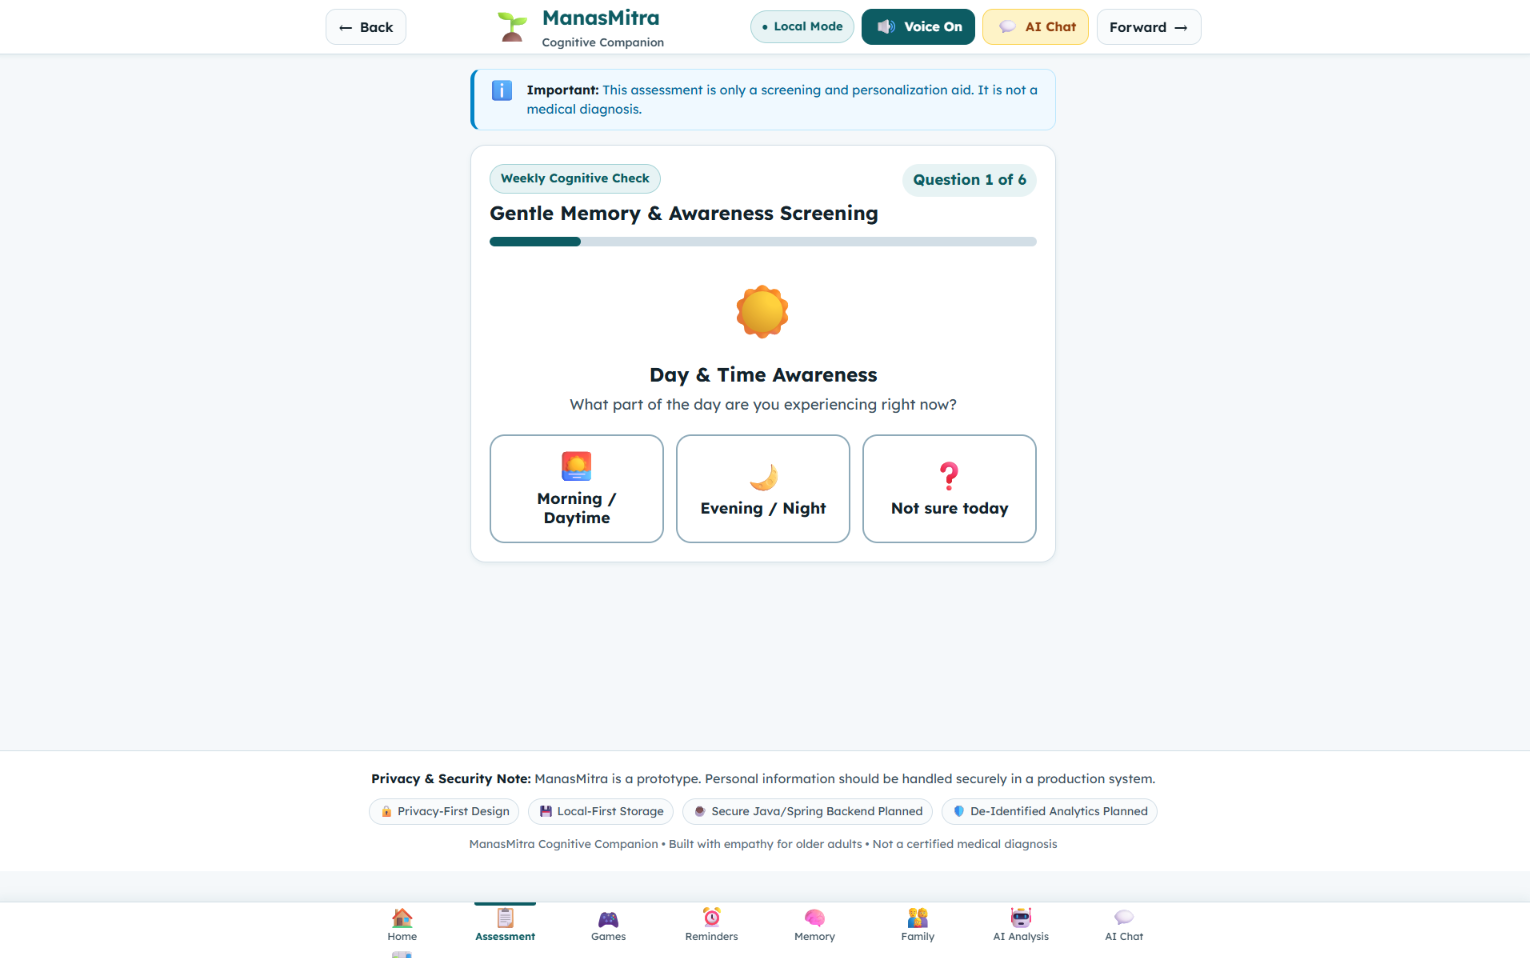 ← Back
ManasMitra
Cognitive Companion
• Local Mode
Voice On
AI Chat
Forward →
Important: This assessment is only a screening and personalization aid. It is not a
medical diagnosis.
Weekly Cognitive Check
Question 1 of 6
Gentle Memory & Awareness Screening
Day & Time Awareness
What part of the day are you experiencing right now?
Morning /
Daytime
Evening / Night
Not sure today
Privacy & Security Note: ManasMitra is a prototype. Personal information should be handled securely in a production system.
Privacy-First Design
Local-First Storage
Secure Java/Spring Backend Planned
De-Identified Analytics Planned
ManasMitra Cognitive Companion • Built with empathy for older adults • Not a certified medical diagnosis
Home
Assessment
Games
Reminders
Memory
Family
AI Analysis
AI Chat